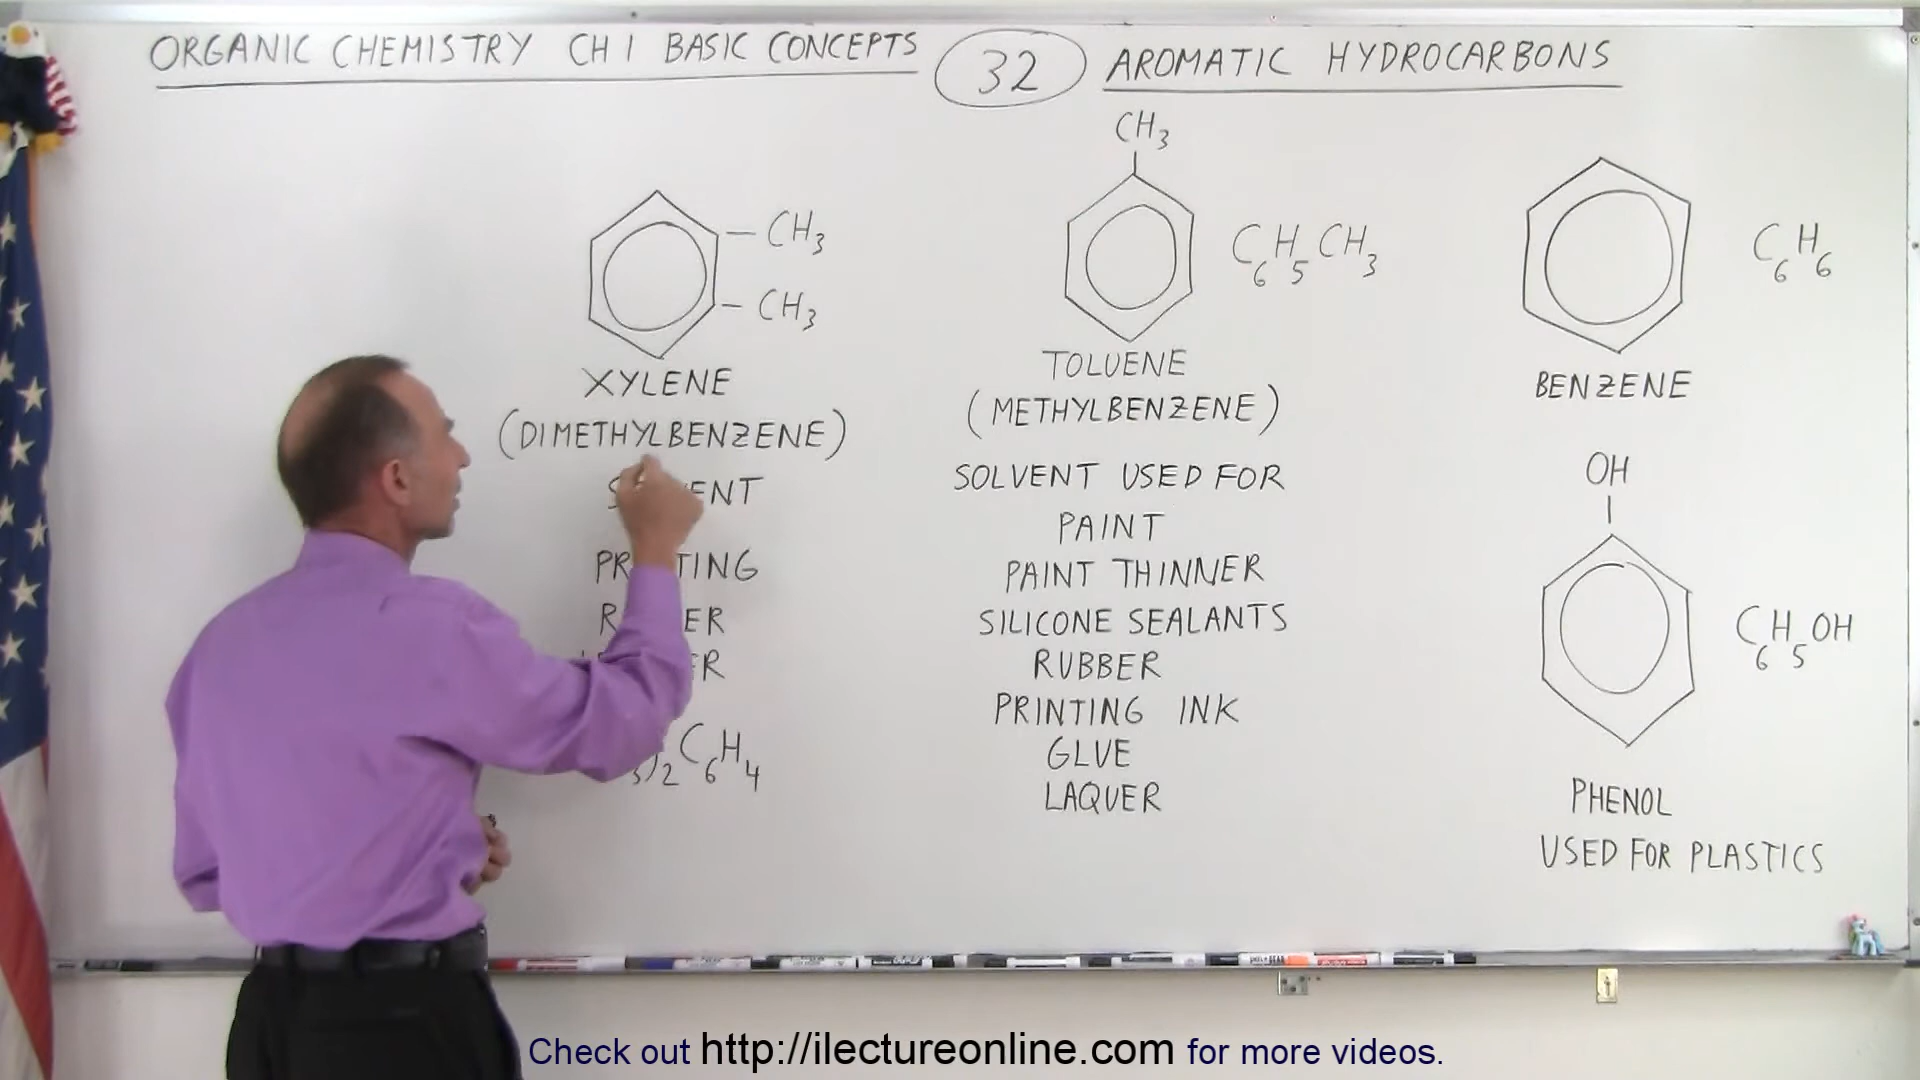 ORGANIC CHEMISTRY CH 1 BASIC CONCEPTS 32 AROMATIC HYDROCARBONS
CH3
CH3
XYLENE
(DIMETHYLBENZENE)
C6H4
CH3
C6H5CH3
TOLUENE
(METHYLBENZENE)
SOLVENT USED FOR
PAINT
PAINT THINNER
SILICONE SEALANTS
RUBBER
PRINTING INK
GLUE
LAQUER
C6H6
BENZENE
OH
C6H5OH
PHENOL
USED FOR PLASTICS
Check out http://ilectureonline.com for more videos.